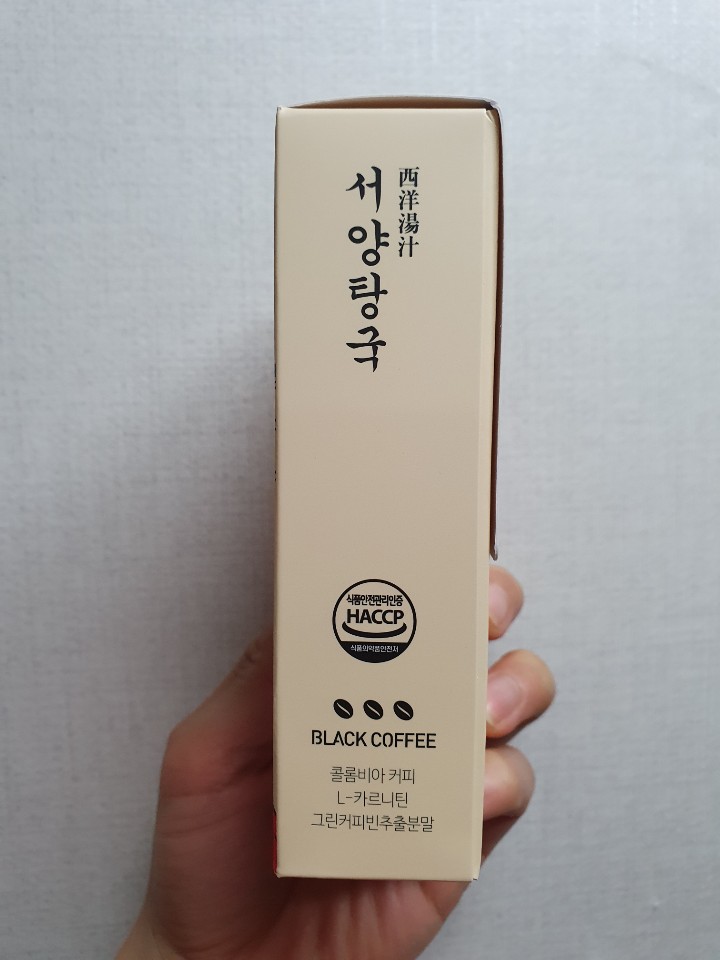 西洋湯汁
서양탕국
식품안전관리인증
HACCP
식품의약품안전처
BLACK COFFEE
콜롬비아 커피
L-카르니틴
그린커피빈추출분말